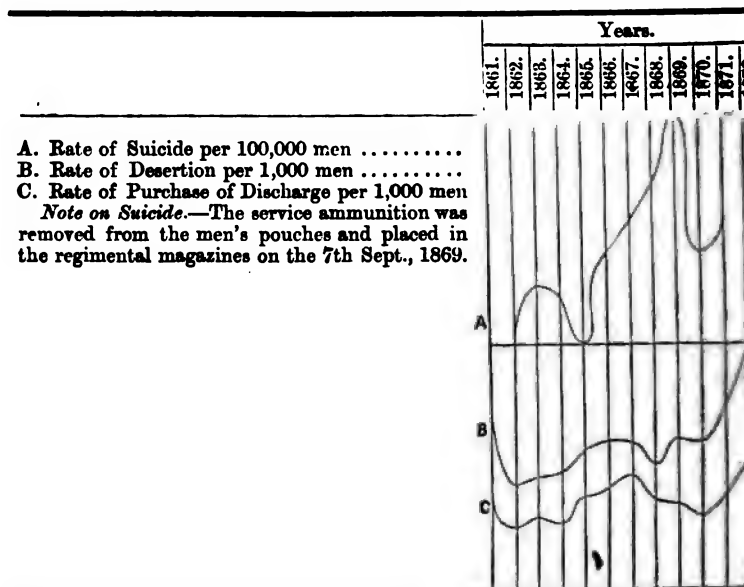 Years.
1861. 1862. 1863. 1864. 1865. 1866. 1867. 1868. 1869. 1870. 1871.
A. Rate of Suicide per 100,000 men ..........
B. Rate of Desertion per 1,000 men ..........
C. Rate of Purchase of Discharge per 1,000 men
Note on Suicide.—The service ammunition was
removed from the men's pouches and placed in
the regimental magazines on the 7th Sept., 1869.
A
B
C